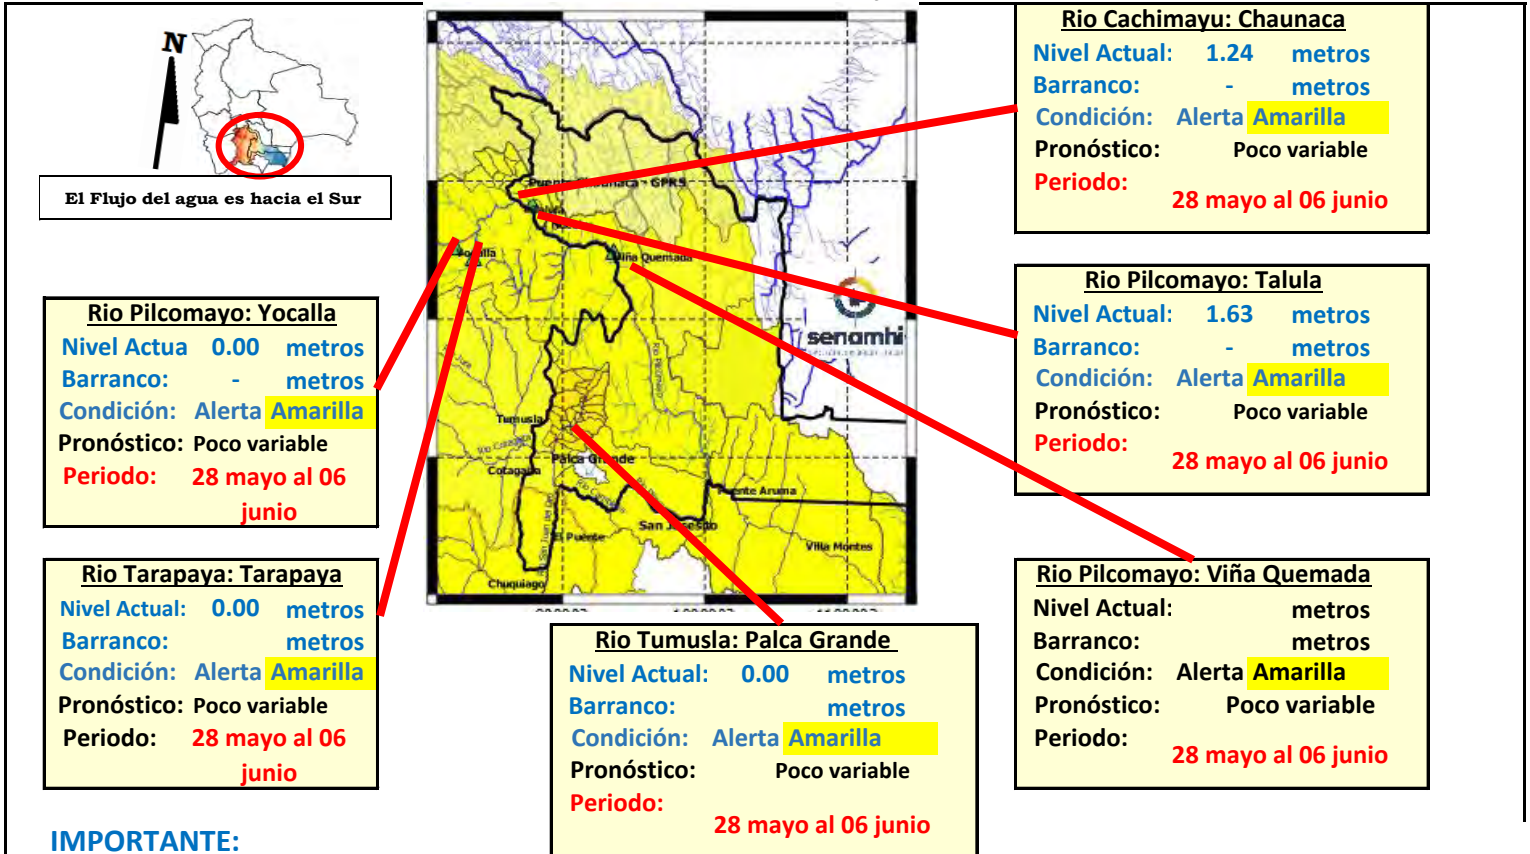 N
El Flujo del agua es hacia el Sur
Rio Cachimayu: Chaunaca
Nivel Actual: 1.24 metros
Barranco: - metros
Condición: Alerta Amarilla
Pronóstico: Poco variable
Periodo:
28 mayo al 06 junio
Rio Pilcomayo: Talula
Nivel Actual: 1.63 metros
Barranco: - metros
Condición: Alerta Amarilla
Pronóstico: Poco variable
Periodo:
28 mayo al 06 junio
Rio Pilcomayo: Yocalla
Nivel Actua 0.00 metros
Barranco: - metros
Condición: Alerta Amarilla
Pronóstico: Poco variable
Periodo: 28 mayo al 06
junio
Rio Tarapaya: Tarapaya
Nivel Actual: 0.00 metros
Barranco: metros
Condición: Alerta Amarilla
Pronóstico: Poco variable
Periodo: 28 mayo al 06
junio
Rio Pilcomayo: Viña Quemada
Nivel Actual: metros
Barranco: metros
Condición: Alerta Amarilla
Pronóstico: Poco variable
Periodo:
28 mayo al 06 junio
Rio Tumusla: Palca Grande
Nivel Actual: 0.00 metros
Barranco: metros
Condición: Alerta Amarilla
Pronóstico: Poco variable
Periodo:
28 mayo al 06 junio
- GPRS
Viña Quemada
senamhi
Tumusla
Palca Grande
Cotagaita
San Josesito
El Puente
Villa Montes
Chuquiago
IMPORTANTE: